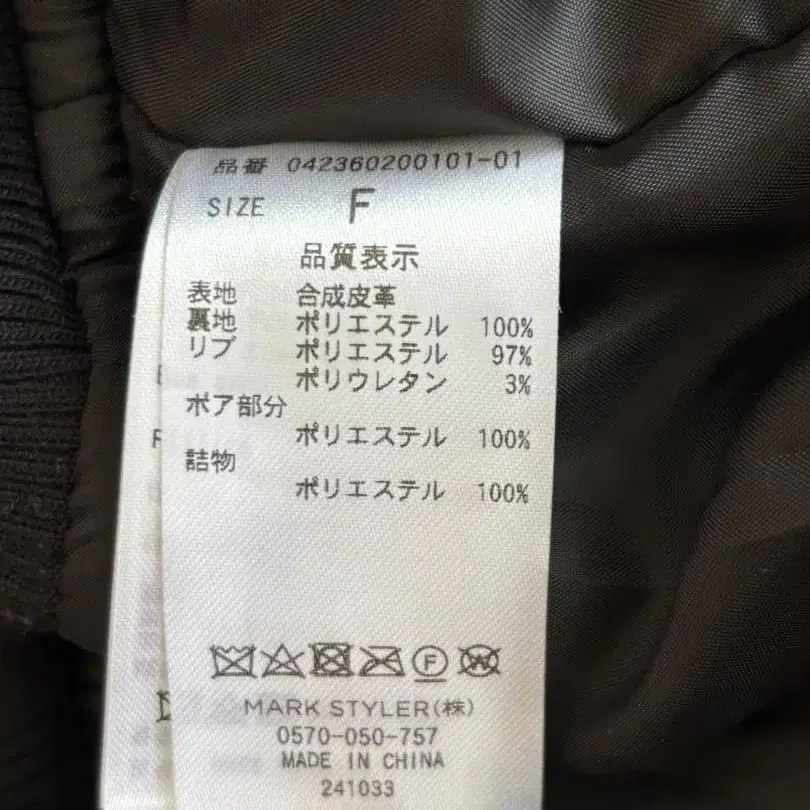 品番 042360200101-01
SIZE F
品質表示
表地 合成皮革
裏地 ポリエステル 100%
リブ ポリエステル 97%
ポリウレタン 3%
ボア部分
ポリエステル 100%
詰物
ポリエステル 100%
F W
MARK STYLER(株)
0570-050-757
MADE IN CHINA
241033